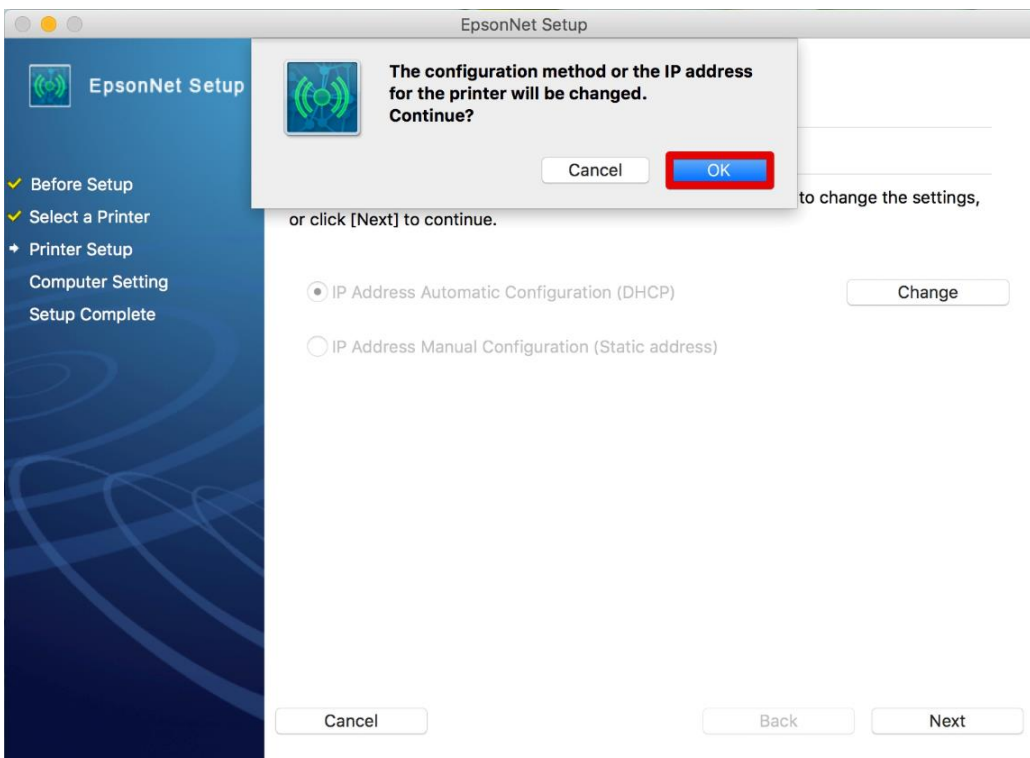 EpsonNet Setup
EpsonNet Setup
The configuration method or the IP address
for the printer will be changed.
Continue?
Cancel
OK
Before Setup
Select a Printer
Printer Setup
Computer Setting
Setup Complete
to change the settings,
or click [Next] to continue.
IP Address Automatic Configuration (DHCP)
Change
IP Address Manual Configuration (Static address)
Cancel
Back
Next